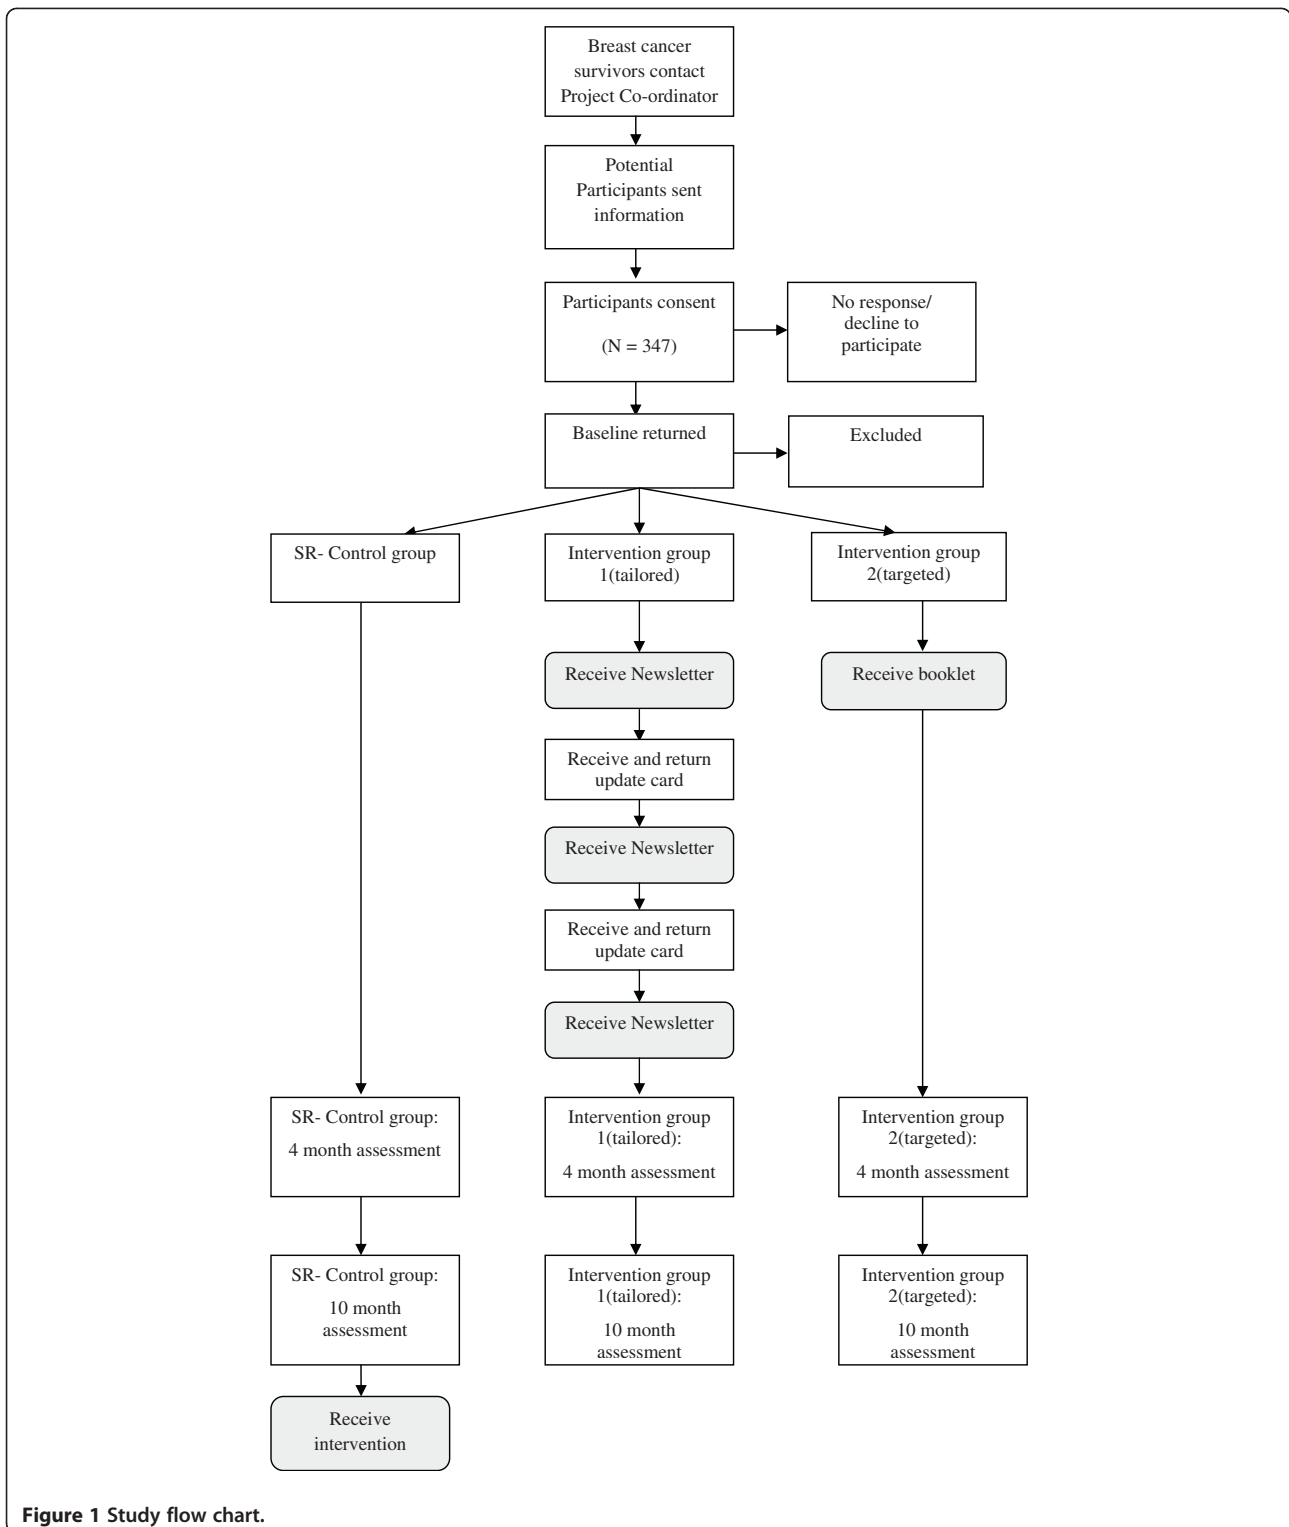 Breast cancer
survivors contact
Project Co-ordinator
Potential
Participants sent
information
Participants consent
(N = 347)
No response/
decline to
participate
Baseline returned
Excluded
SR- Control group
Intervention group
1(tailored)
Intervention group
2(targeted)
Receive Newsletter
Receive booklet
Receive and return
update card
Receive Newsletter
Receive and return
update card
Receive Newsletter
SR- Control group:
4 month assessment
Intervention group
1(tailored):
4 month assessment
Intervention group
2(targeted):
4 month assessment
SR- Control group:
10 month
assessment
Intervention group
1(tailored):
10 month
assessment
Intervention group
2(targeted):
10 month
assessment
Receive
intervention
Figure 1 Study flow chart.